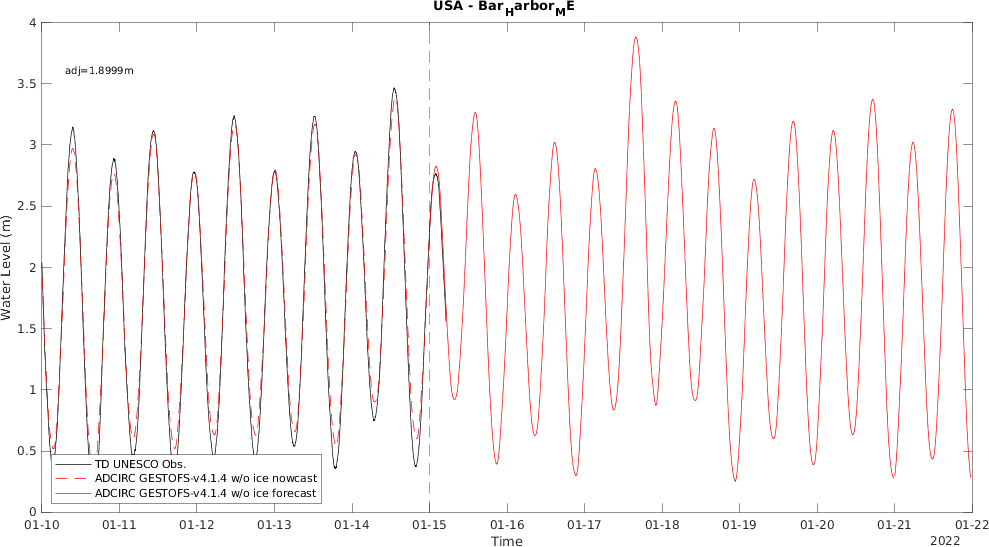 USA - Bar_Harbor_ME
adj=1.8999m
4
3.5
3
2.5
2
1.5
1
0.5
0
Water Level (m)
TD UNESCO Obs.
ADCIRC GESTOFS-v4.1.4 w/o ice nowcast
ADCIRC GESTOFS-v4.1.4 w/o ice forecast
01-10 01-11 01-12 01-13 01-14 01-15 01-16 01-17 01-18 01-19 01-20 01-21 01-22
Time
2022